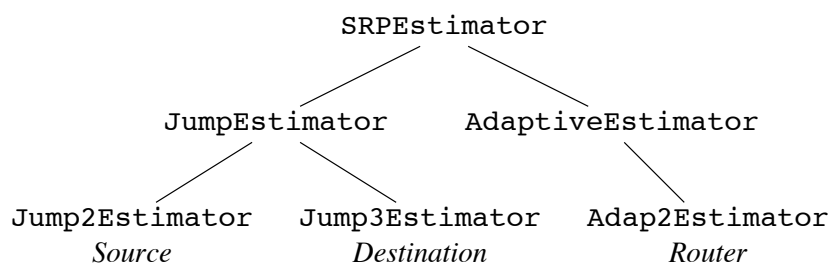 SRPEstimator
JumpEstimator AdaptiveEstimator
Jump2Estimator Jump3Estimator Adap2Estimator
Source Destination Router